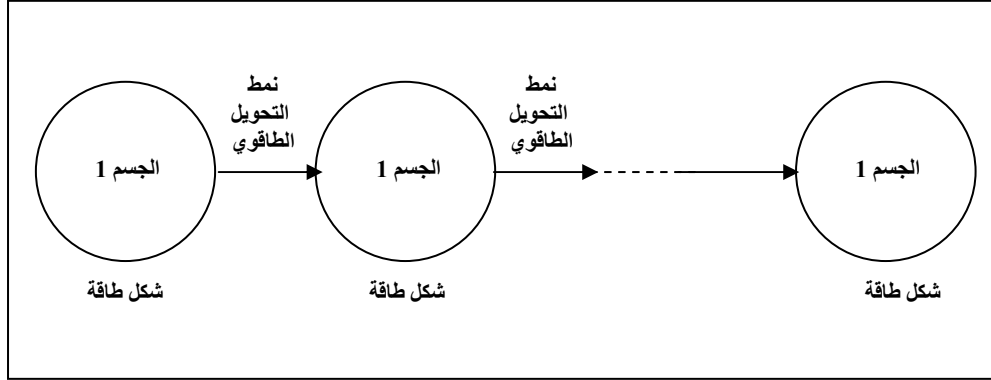 نمط
التحويل
الطاقوي
نمط
التحويل
الطاقوي
الجسم 1
الجسم 1
الجسم 1
شكل طاقة
شكل طاقة
شكل طاقة